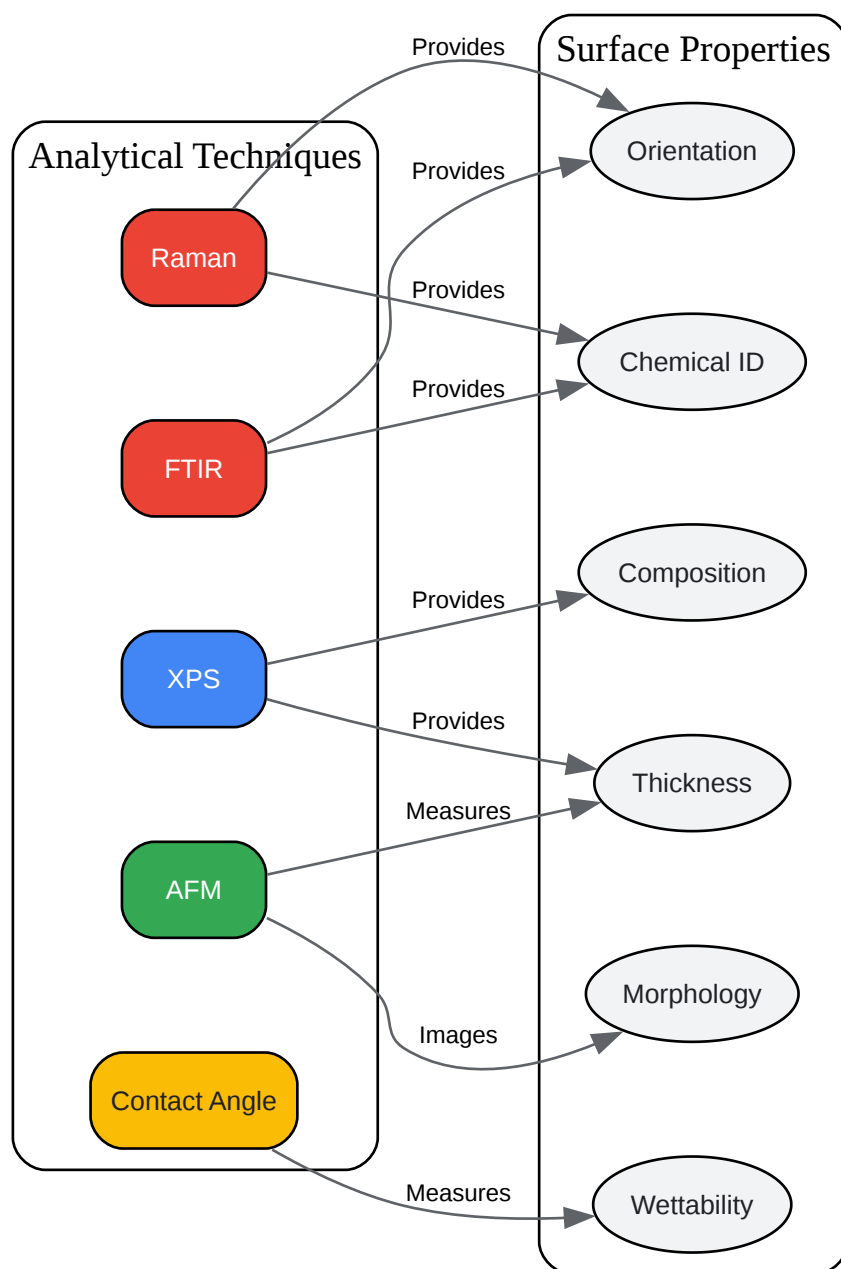 Analytical Techniques
Raman
FTIR
XPS
AFM
Contact Angle
Provides
Provides
Provides
Provides
Provides
Provides
Measures
Images
Measures
Surface Properties
Orientation
Chemical ID
Composition
Thickness
Morphology
Wettability